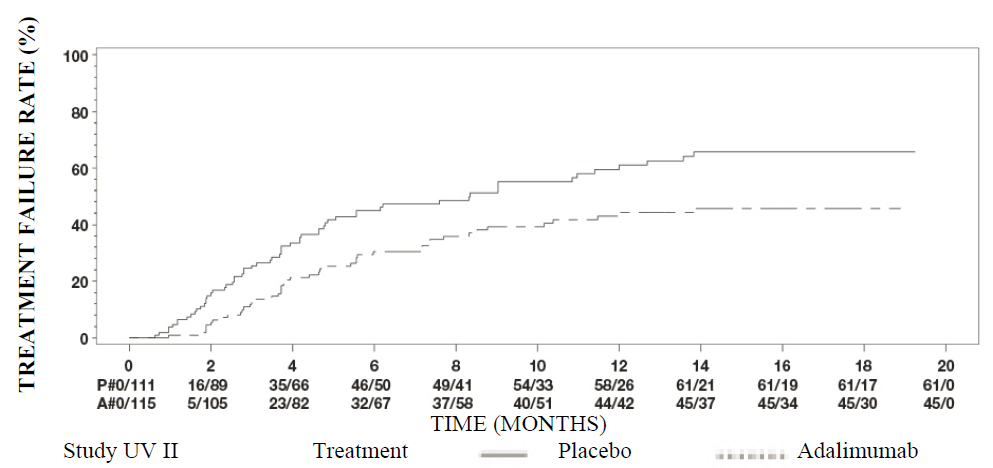 TREATMENT FAILURE RATE (%)
100
80
60
40
20
0
0 2 4 6 8 10 12 14 16 18 20
P#0/111 16/89 35/66 46/50 49/41 54/33 58/26 61/21 61/19 61/17 61/0
A#0/115 5/105 23/82 32/67 37/58 40/51 44/42 45/37 45/34 45/30 45/0
TIME (MONTHS)
Study UV II Treatment Placebo Adalimumab